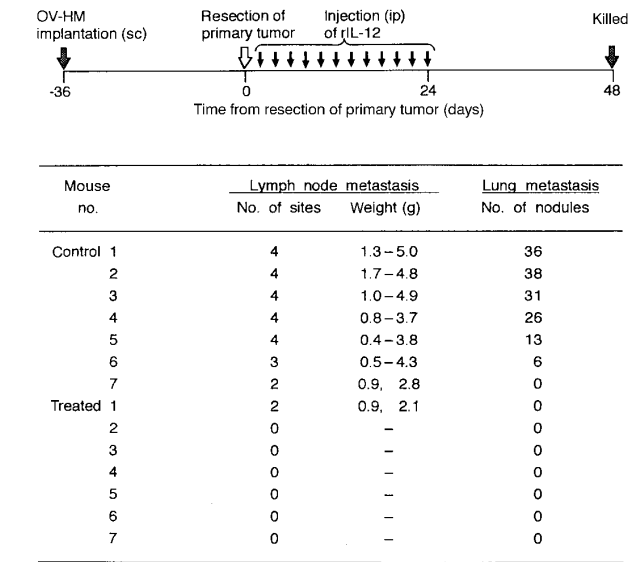 OV-HM Resection of Injection (ip) Killed
implantation (sc) primary tumor of rIL-12
-36 0 24 48
Time from resection of primary tumor (days)
Mouse Lymph node metastasis Lung metastasis
no. No. of sites Weight (g) No. of nodules
Control 1 4 1.3–5.0 36
2 4 1.7–4.8 38
3 4 1.0–4.9 31
4 4 0.8–3.7 26
5 4 0.4–3.8 13
6 3 0.5–4.3 6
7 2 0.9, 2.8 0
Treated 1 2 0.9, 2.1 0
2 0 – 0
3 0 – 0
4 0 – 0
5 0 – 0
6 0 – 0
7 0 – 0